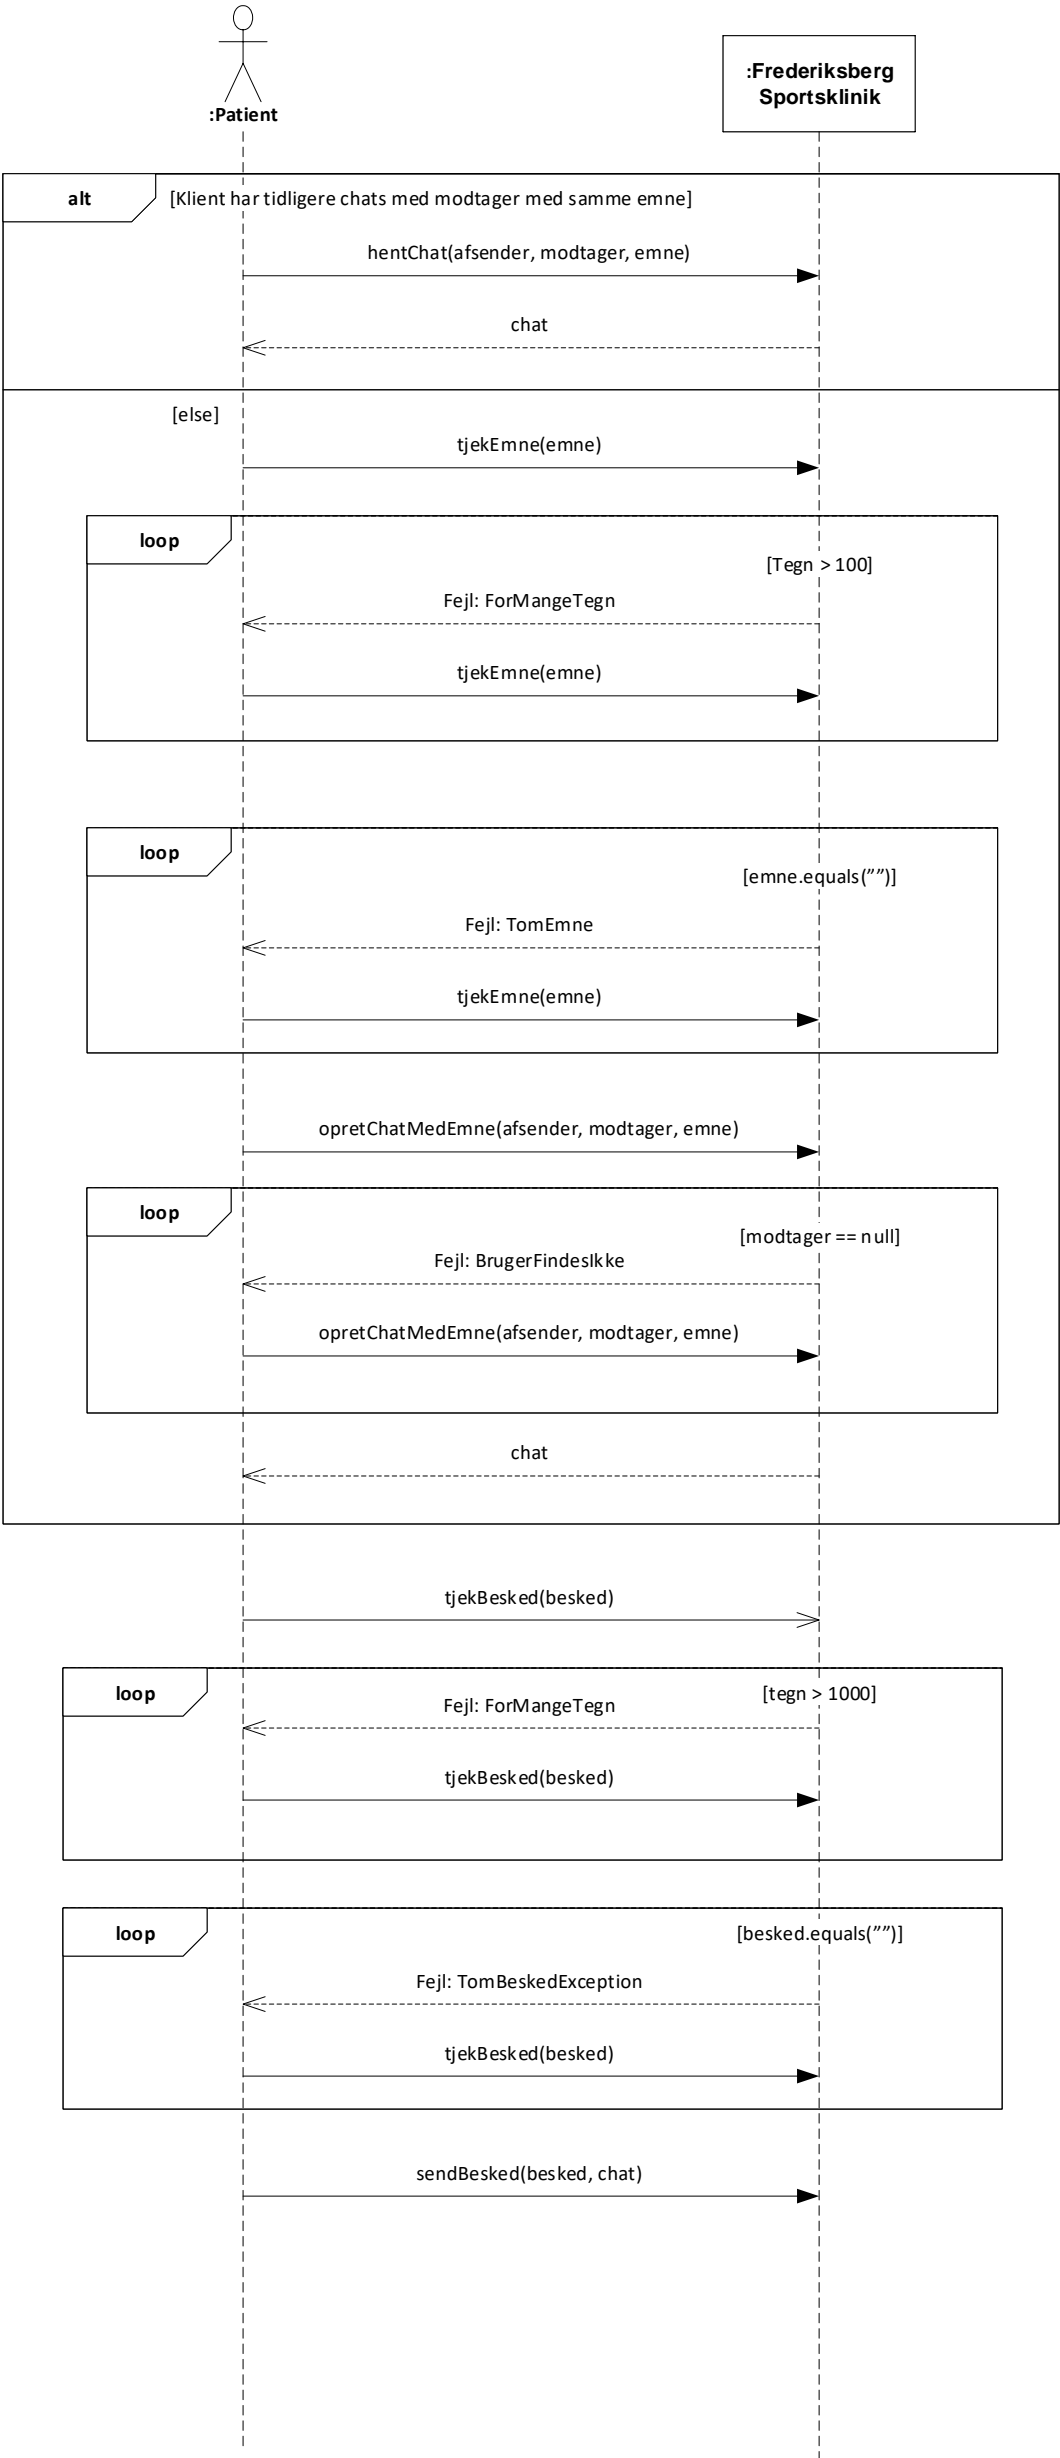 :Patient
:Frederiksberg
Sportsklinik
alt
[Klient har tidligere chats med modtager med samme emne]
hentChat(afsender, modtager, emne)
chat
[else]
tjekEmne(emne)
loop
[Tegn > 100]
Fejl: ForMangeTegn
tjekEmne(emne)
loop
[emne.equals(””)]
Fejl: TomEmne
tjekEmne(emne)
opretChatMedEmne(afsender, modtager, emne)
loop
[modtager == null]
Fejl: BrugerFindesIkke
opretChatMedEmne(afsender, modtager, emne)
chat
tjekBesked(besked)
loop
[tegn > 1000]
Fejl: ForMangeTegn
tjekBesked(besked)
loop
[besked.equals(””)]
Fejl: TomBeskedException
tjekBesked(besked)
sendBesked(besked, chat)